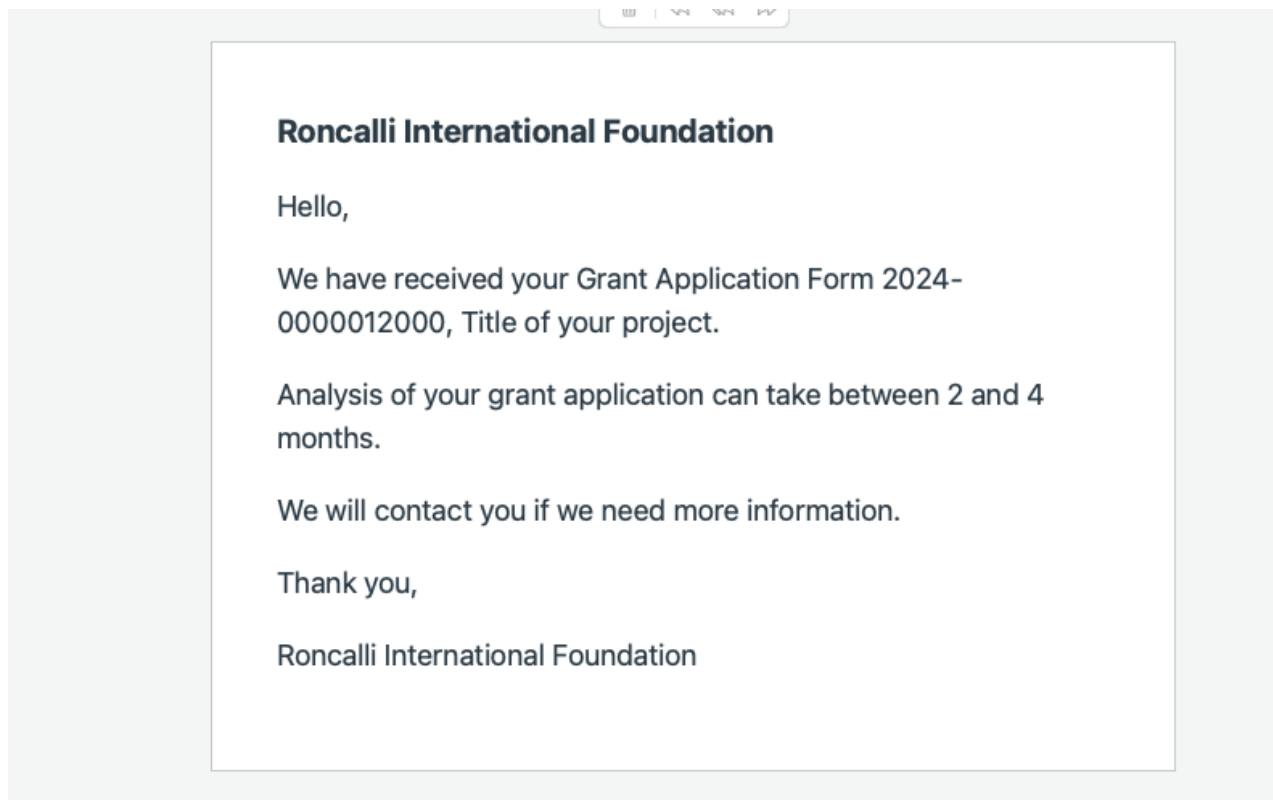 Roncalli International Foundation
Hello,
We have received your Grant Application Form 2024-
0000012000, Title of your project.
Analysis of your grant application can take between 2 and 4
months.
We will contact you if we need more information.
Thank you,
Roncalli International Foundation